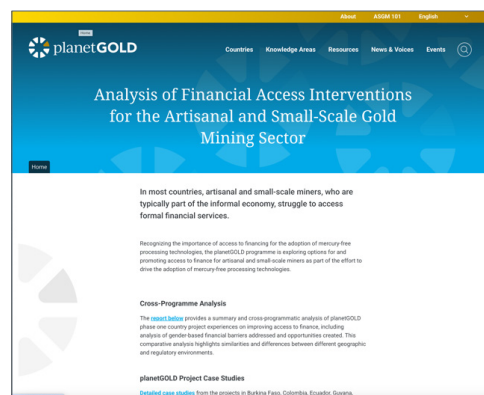 About ASGM 101 English
Home
planetGOLD
Countries Knowledge Areas Resources News & Voices Events
Analysis of Financial Access Interventions
for the Artisanal and Small-Scale Gold
Mining Sector
Home
In most countries, artisanal and small-scale miners, who are
typically part of the informal economy, struggle to access
formal financial services.
Recognizing the importance of access to financing for the adoption of mercury-free
processing technologies, the planetGOLD programme is exploring options for and
promoting access to finance for artisanal and small-scale miners as part of the effort to
drive the adoption of mercury-free processing technologies.
Cross-Programme Analysis
The report below provides a summary and cross-programmatic analysis of planetGOLD
phase one country project experiences on improving access to finance, including
analysis of gender-based financial barriers addressed and opportunities created. This
comparative analysis highlights similarities and differences between different geographic
and regulatory environments.
planetGOLD Project Case Studies
Detailed case studies from the projects in Burkina Faso, Colombia, Ecuador, Guyana,